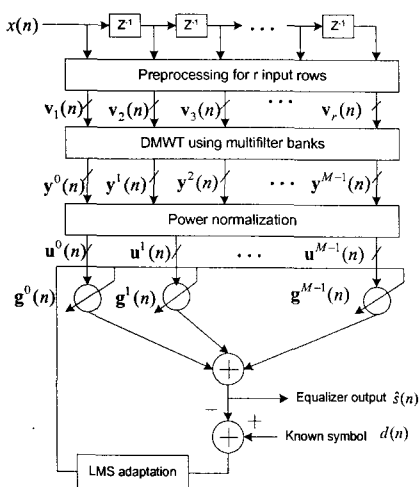 x(n) Z⁻¹ Z⁻¹ · · · Z⁻¹
Preprocessing for r input rows
v₁(n) v₂(n) v₃(n) · · · vᵣ(n)
DMWT using multifilter banks
y⁰(n) y¹(n) y²(n) · · · yᴹ⁻¹(n)
Power normalization
u⁰(n) u¹(n) · · · uᴹ⁻¹(n)
g⁰(n) g¹(n) gᴹ⁻¹(n)
+
Equalizer output ŝ(n)
− +
+ Known symbol d(n)
LMS adaptation